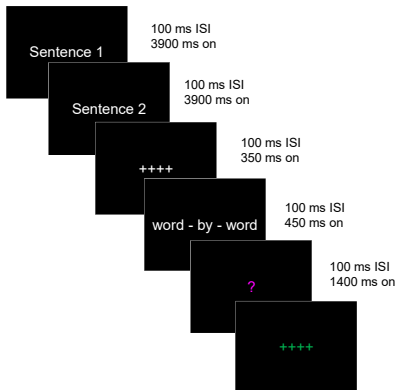 Sentence 1
100 ms ISI
3900 ms on
Sentence 2
100 ms ISI
3900 ms on
++++
100 ms ISI
350 ms on
word - by - word
100 ms ISI
450 ms on
?
100 ms ISI
1400 ms on
++++